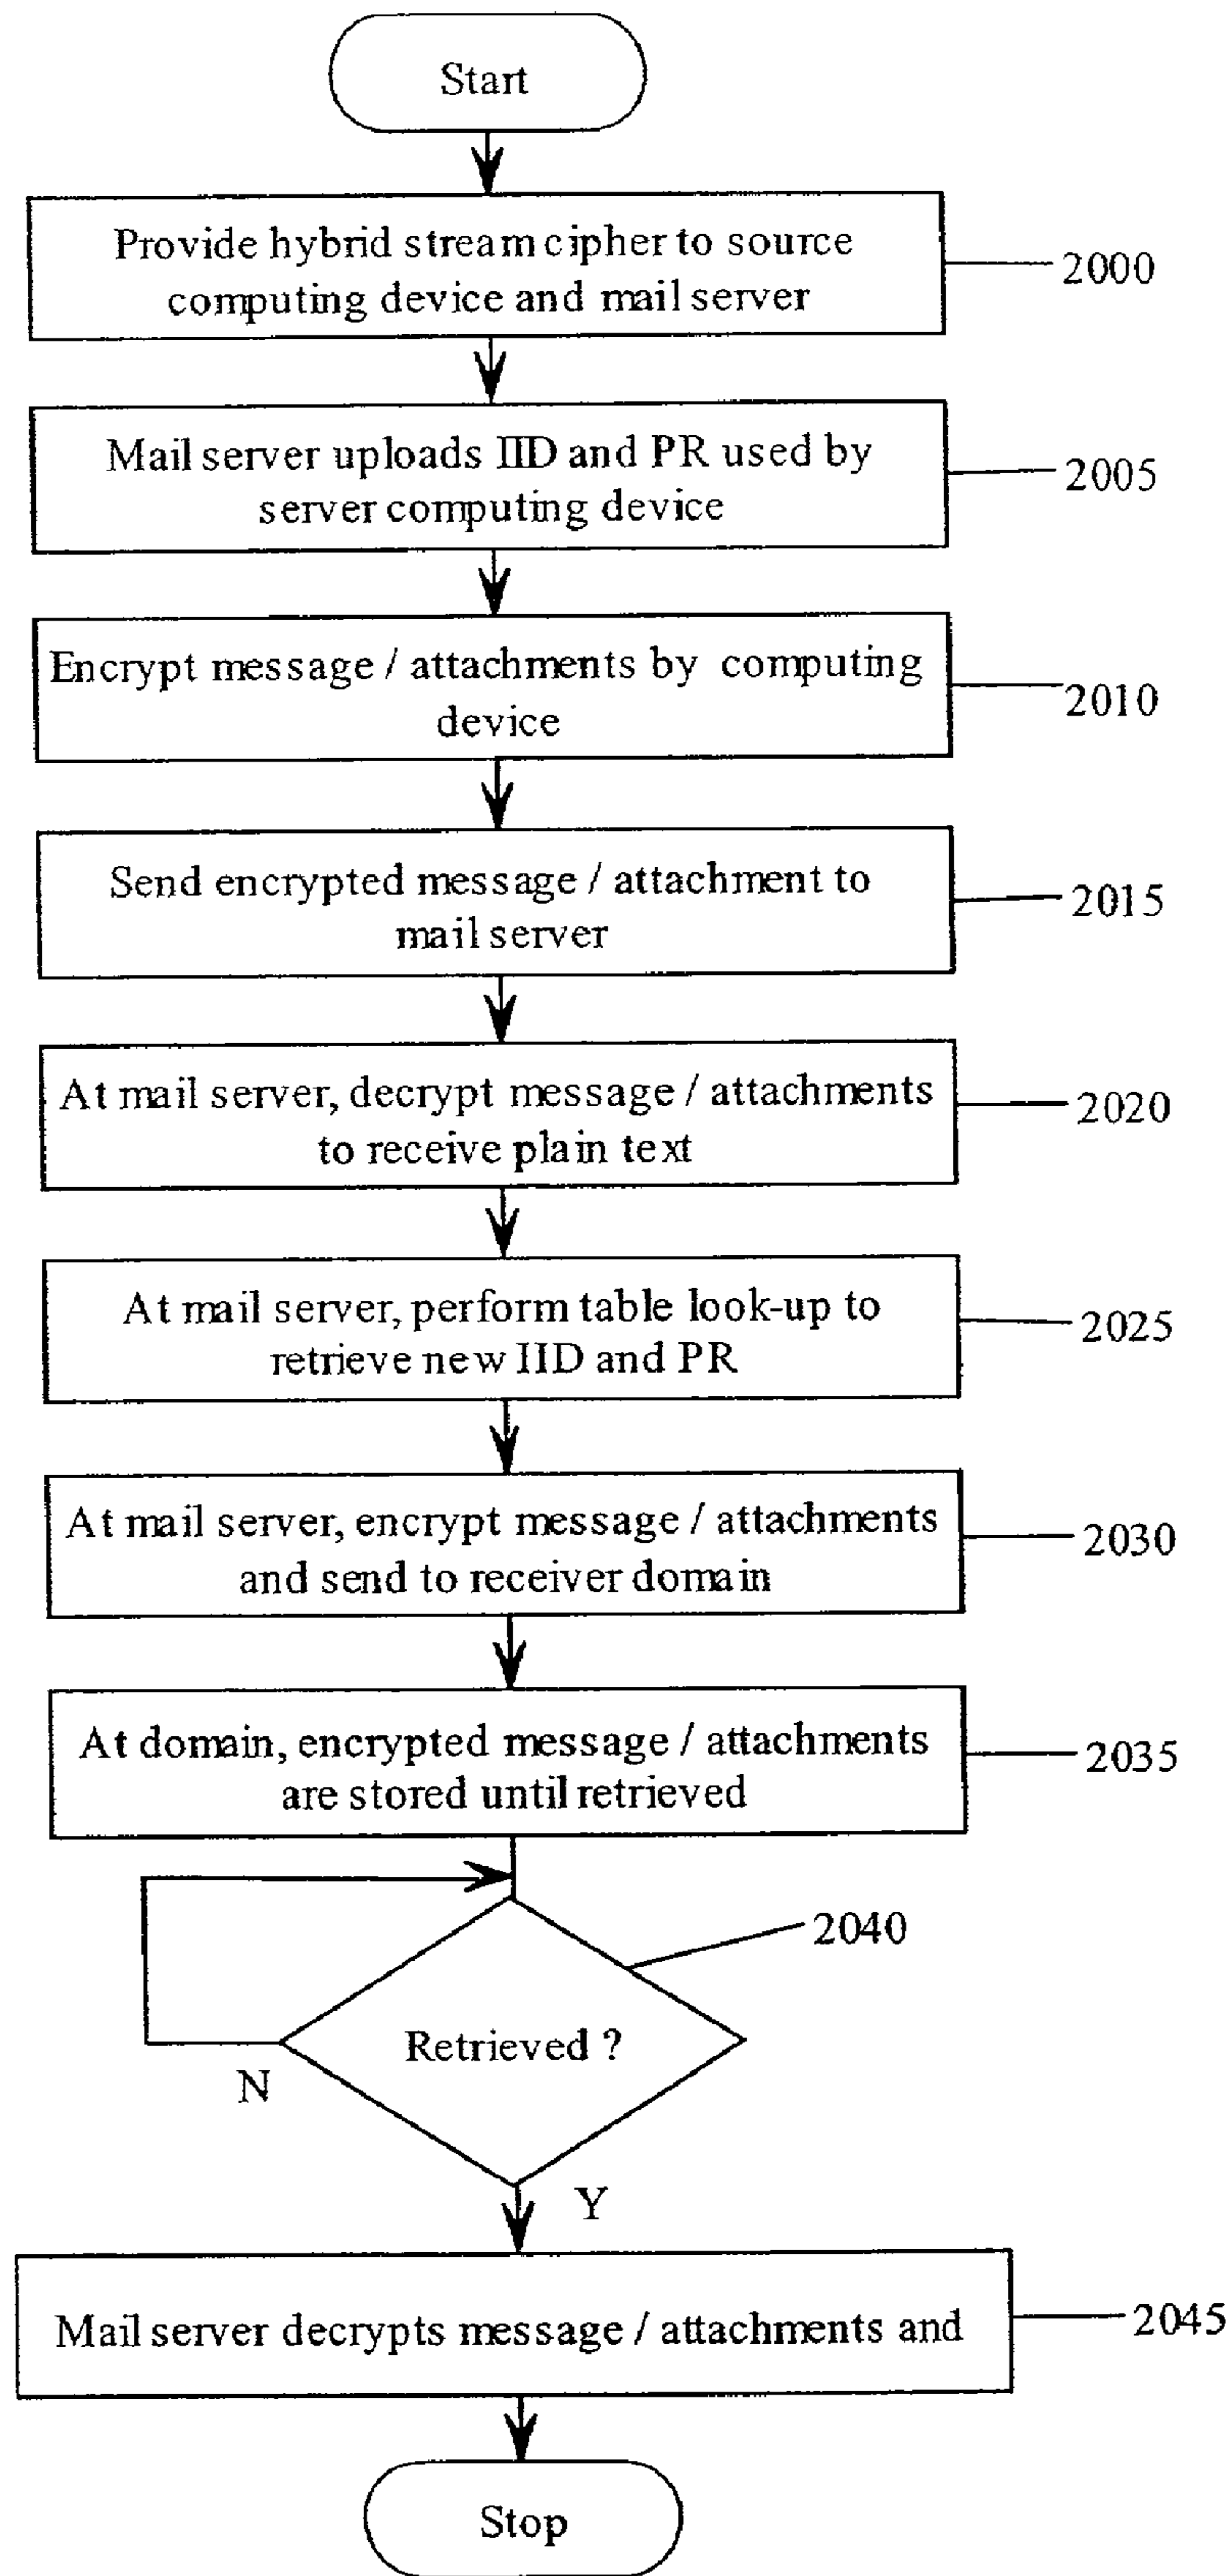 Start
Provide hybrid stream cipher to source
computing device and mail server
2000
Mail server uploads IID and PR used by
server computing device
2005
Encrypt message / attachments by computing
device
2010
Send encrypted message / attachment to
mail server
2015
At mail server, decrypt message / attachments
to receive plain text
2020
At mail server, perform table look-up to
retrieve new IID and PR
2025
At mail server, encrypt message / attachments
and send to receiver domain
2030
At domain, encrypted message / attachments
are stored until retrieved
2035
2040
Retrieved ?
N
Y
Mail server decrypts message / attachments and
2045
Stop